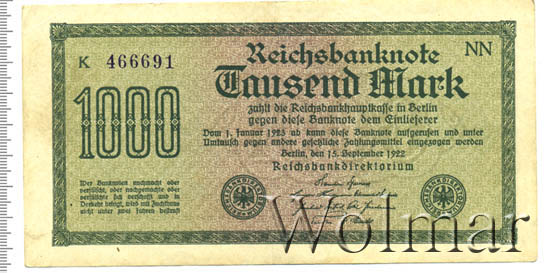 Reichsbanknote
NN
K 466691
Tausend Mark
1000
zahlt die Reichsbankhauptkasse in Berlin
gegen diese Banknote dem Einlieferer
Vom 1. Januar 1923 ab kann diese Banknote aufgerufen und unter
Umtausch gegen andere gesetzliche Zahlungsmittel eingezogen werden
Berlin, den 15. September 1922
Reichsbankdirektorium
Wer Banknoten nachmacht oder
verfälscht, oder nachgemachte oder
verfälschte sich verschafft und in
Verkehr bringt, wird mit Zuchthaus
nicht unter zwei Jahren bestraft
Wolmar